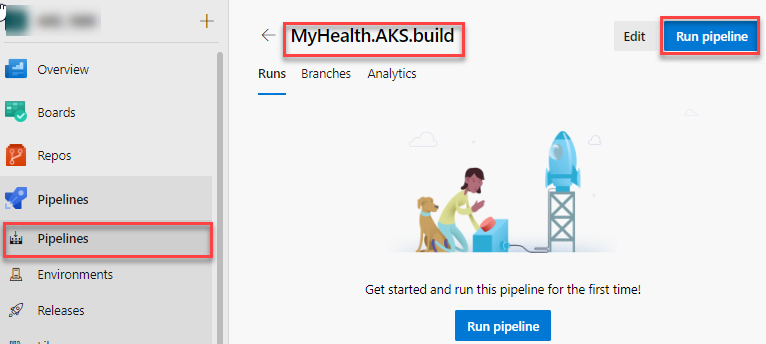 MyHealth.AKS.build
Edit
Run pipeline
Runs
Branches
Analytics
Overview
Boards
Repos
Pipelines
Pipelines
Environments
Releases
Get started and run this pipeline for the first time!
Run pipeline